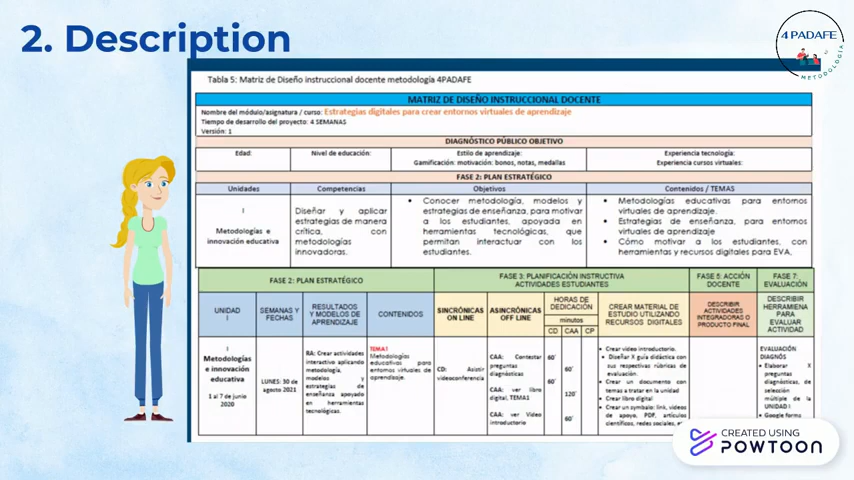 2. Description
4 PADAFE
METODOLOGÍA
Tabla 5: Matriz de Diseño instruccional docente metodología 4PADAFE
MATRIZ DE DISEÑO INSTRUCCIONAL DOCENTE
Nombre del módulo/asignatura / curso: Estrategias digitales para crear entornos virtuales de aprendizaje
Tiempo de desarrollo del proyecto: 4 SEMANAS
Versión: 1
DIAGNÓSTICO PÚBLICO OBJETIVO
Edad:
Nivel de educación:
Estilo de aprendizaje:
Gamificación: motivación: bonos, notas, medallas
Experiencia tecnología:
Experiencia cursos virtuales:
FASE 2: PLAN ESTRATÉGICO
Unidades
Competencias
Objetivos
Contenidos / TEMAS
I
Metodologías e
innovación educativa
Diseñar y aplicar
estrategias de manera
crítica, con
metodologías
innovadoras.
• Conocer metodología, modelos y
estrategias de enseñanza, para motivar
a los estudiantes, apoyada en
herramientas tecnológicas, que
permitan interactuar con los
estudiantes.
• Metodologías educativas para entornos
virtuales de aprendizaje.
• Estrategias de enseñanza, para entornos
virtuales de aprendizaje
• Cómo motivar a los estudiantes, con
herramientas y recursos digitales para EVA,
FASE 2: PLAN ESTRATÉGICO
FASE 3: PLANIFICACIÓN INSTRUCTIVA
ACTIVIDADES ESTUDIANTES
FASE 5: ACCIÓN
DOCENTE
FASE 7:
EVALUACIÓN
UNIDAD
I
SEMANAS Y
FECHAS
RESULTADOS
Y MODELOS DE
APRENDIZAJE
CONTENIDOS
SINCRÓNICAS
ON LINE
ASINCRÓNICAS
OFF LINE
HORAS DE
DEDICACIÓN
minutos
CD
CAA
CP
CREAR MATERIAL DE
ESTUDIO UTILIZANDO
RECURSOS DIGITALES
DESCRIBIR
ACTIVIDADES
INTEGRADORAS O
PRODUCTO FINAL
DESCRIBIR
HERRAMIENA
PARA
EVALUAR
ACTIVIDAD
I
Metodologías
e innovación
educativa
1 al 7 de junio
2020
LUNES: 30 de
agosto 2021
RA: Crear actividades
interactivo aplicando
metodología,
modelos y
estrategias de
enseñanza apoyado
en herramientas
tecnológicas.
TEMA1
Metodologías
educativas para
entornos virtuales de
aprendizaje.
CD: Asistir
videoconferencia
CAA: Contestar
preguntas
diagnósticas
CAA: ver libro
digital, TEMA1
CAA: ver Video
introductorio
60´
60´
60´
120´
60´
• Crear video introductorio.
• Diseñar X guía didáctica con
sus respectivas rúbricas de
evaluación.
• Crear un documento con
temas a tratar en la unidad
• Crear libro digital
• Crear un symbalo: link, videos
de apoyo, PDF, artículos
científicos, redes sociales,
EVALUACIÓN
DIAGNÓS
• Elaborar X
preguntas
diagnósticas, de
selección
múltiple de la
UNIDAD I
• Google forms
CREATED USING
POWTOON